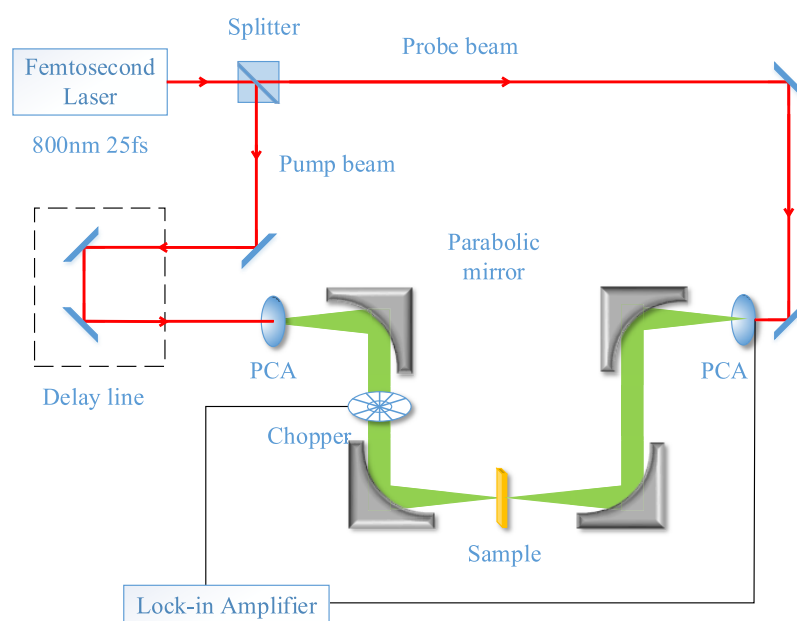 Splitter
Probe beam
Femtosecond
Laser
800nm 25fs
Pump beam
Parabolic
mirror
PCA
PCA
Delay line
Chopper
Sample
Lock-in Amplifier